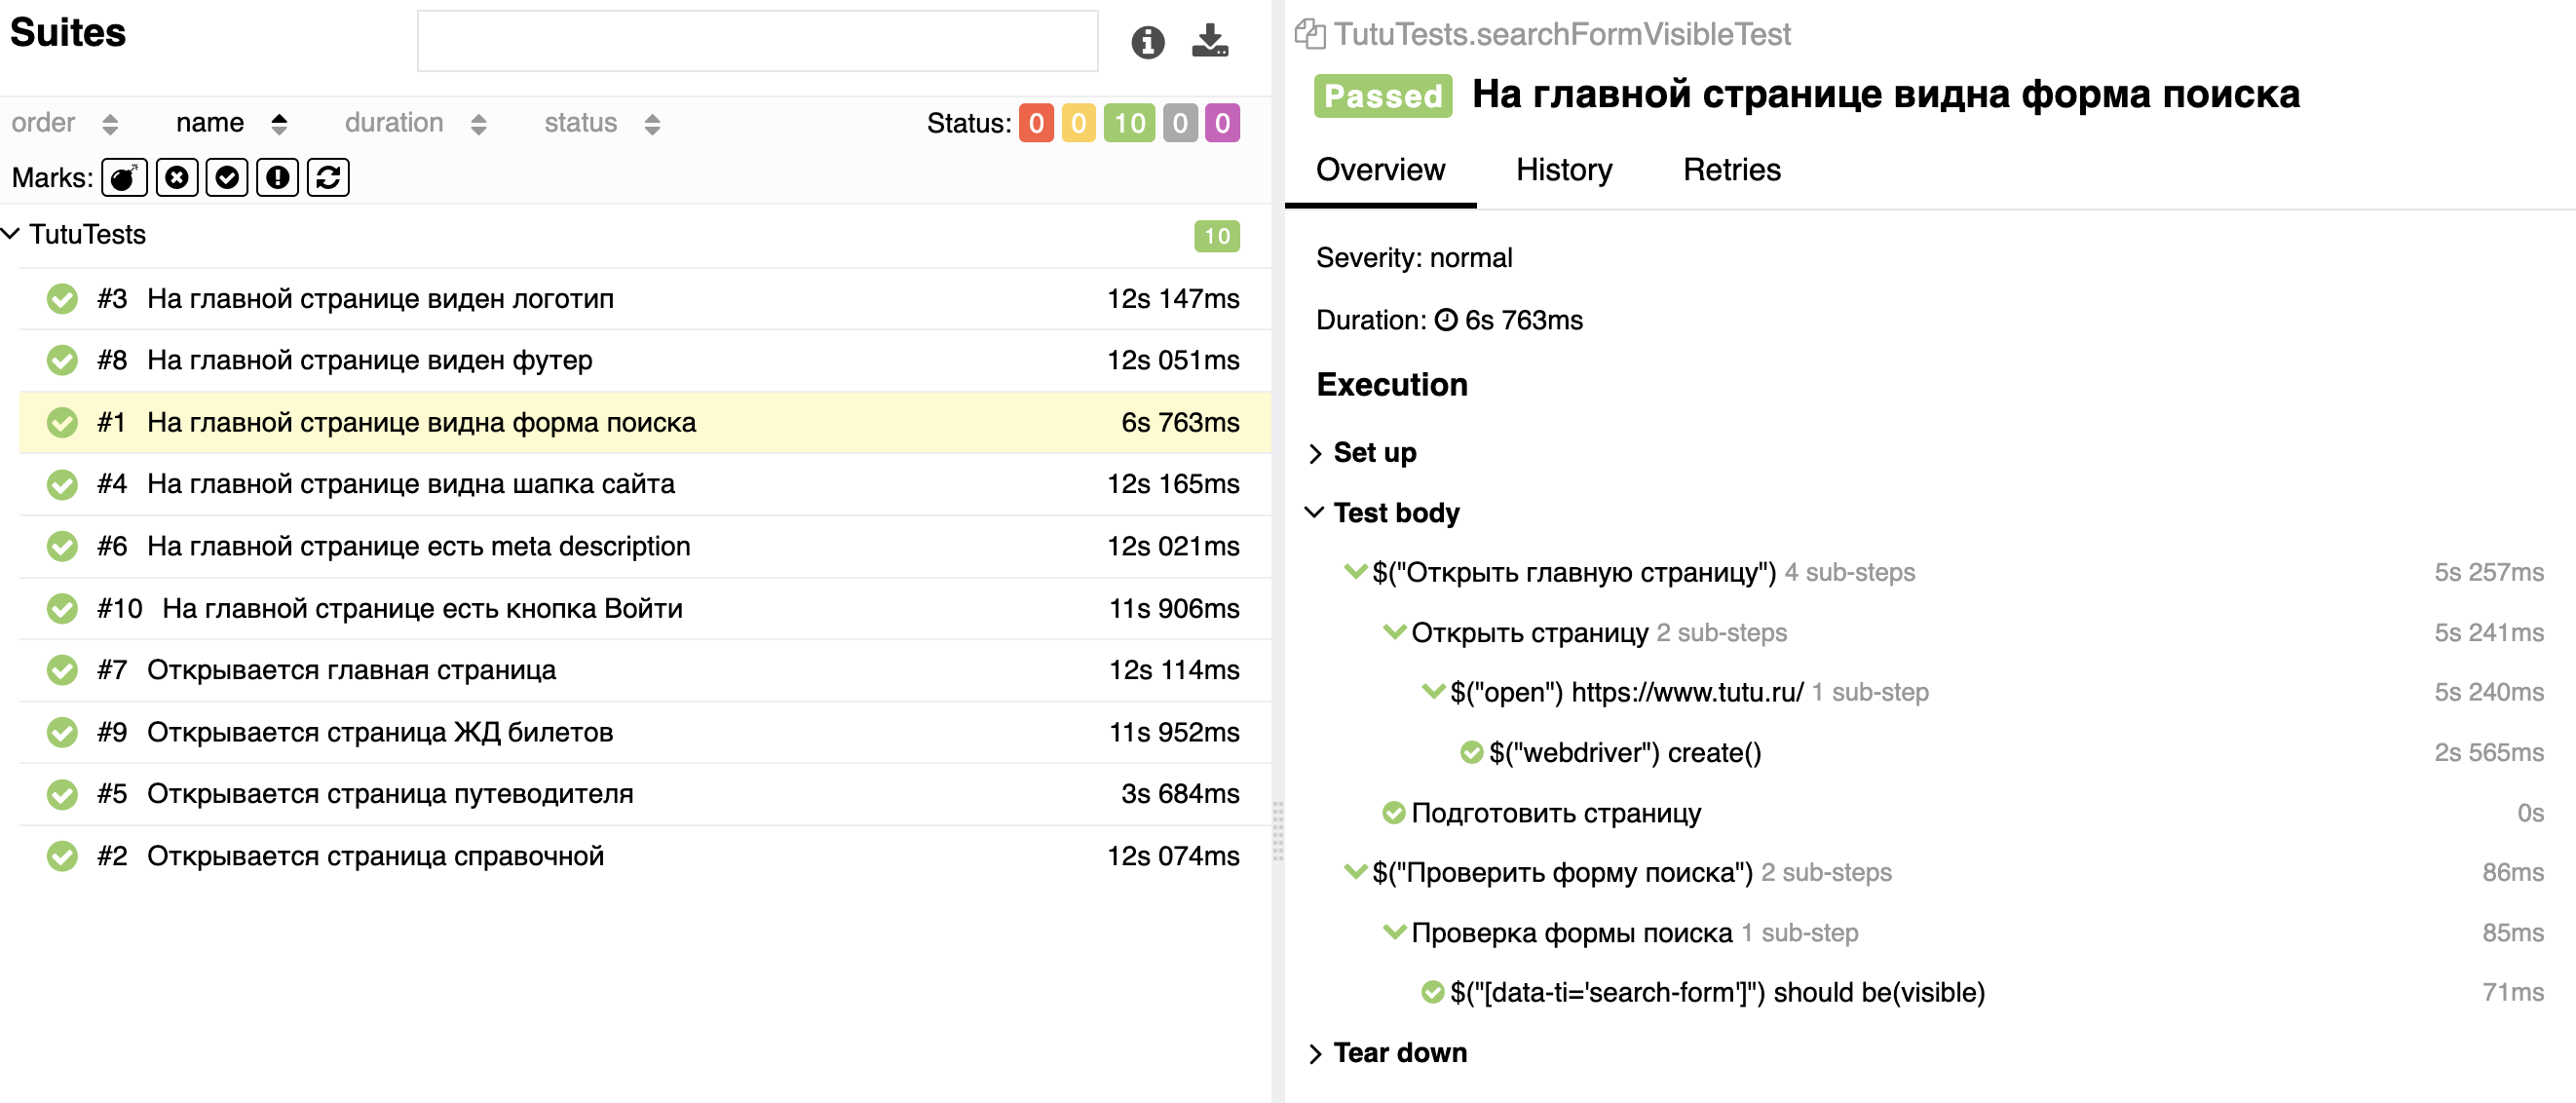 Suites
order name duration status Status: 0 0 10 0 0
Marks:
TutuTests 10
#3 На главной странице виден логотип 12s 147ms
#8 На главной странице виден футер 12s 051ms
#1 На главной странице видна форма поиска 6s 763ms
#4 На главной странице видна шапка сайта 12s 165ms
#6 На главной странице есть meta description 12s 021ms
#10 На главной странице есть кнопка Войти 11s 906ms
#7 Открывается главная страница 12s 114ms
#9 Открывается страница ЖД билетов 11s 952ms
#5 Открывается страница путеводителя 3s 684ms
#2 Открывается страница справочной 12s 074ms
TutuTests.searchFormVisibleTest
Passed На главной странице видна форма поиска
Overview History Retries
Severity: normal
Duration: 6s 763ms
Execution
Set up
Test body
$("Открыть главную страницу") 4 sub-steps 5s 257ms
Открыть страницу 2 sub-steps 5s 241ms
$("open") https://www.tutu.ru/ 1 sub-step 5s 240ms
$("webdriver") create() 2s 565ms
Подготовить страницу 0s
$("Проверить форму поиска") 2 sub-steps 86ms
Проверка формы поиска 1 sub-step 85ms
$("[data-ti='search-form']") should be(visible) 71ms
Tear down